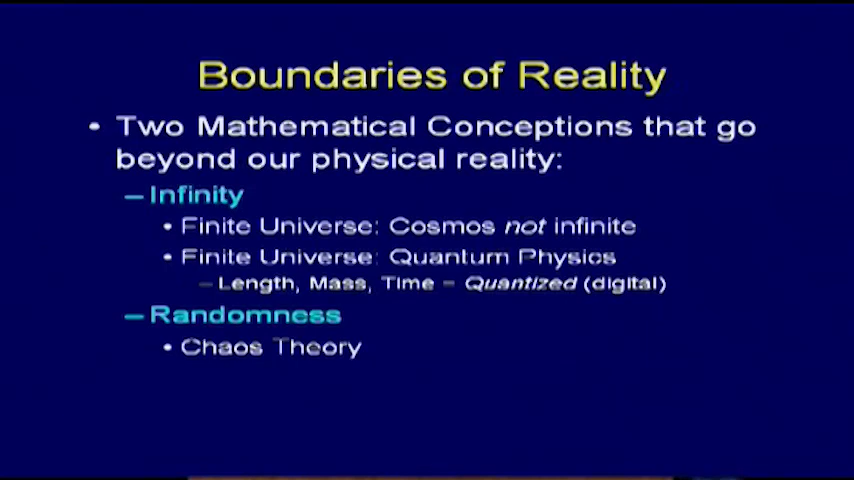 Boundaries of Reality
• Two Mathematical Conceptions that go
beyond our physical reality:
– Infinity
• Finite Universe: Cosmos not infinite
• Finite Universe: Quantum Physics
– Length, Mass, Time – Quantized (digital)
– Randomness
• Chaos Theory